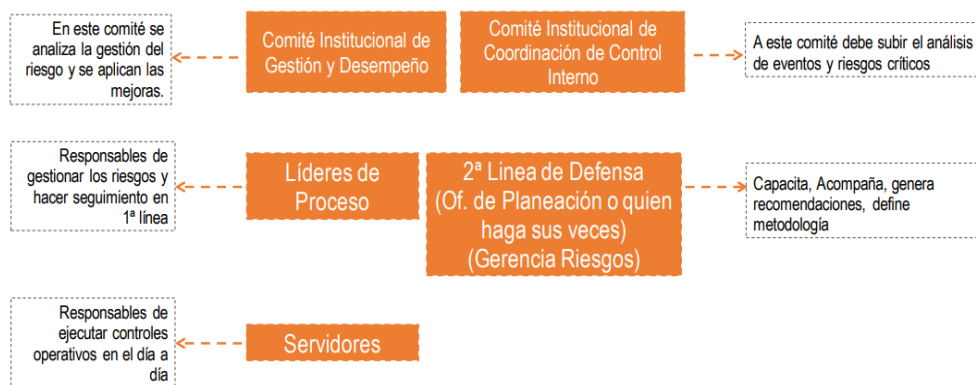 En este comité se
analiza la gestión del
riesgo y se aplican las
mejoras.
Comité Institucional de
Gestión y Desempeño
Comité Institucional de
Coordinación de Control
Interno
A este comité debe subir el análisis
de eventos y riesgos críticos
Responsables de
gestionar los riesgos y
hacer seguimiento en
1ª línea
Líderes de
Proceso
2ª Linea de Defensa
(Of. de Planeación o quien
haga sus veces)
(Gerencia Riesgos)
Capacita, Acompaña, genera
recomendaciones, define
metodología
Responsables de
ejecutar controles
operativos en el día a
día
Servidores